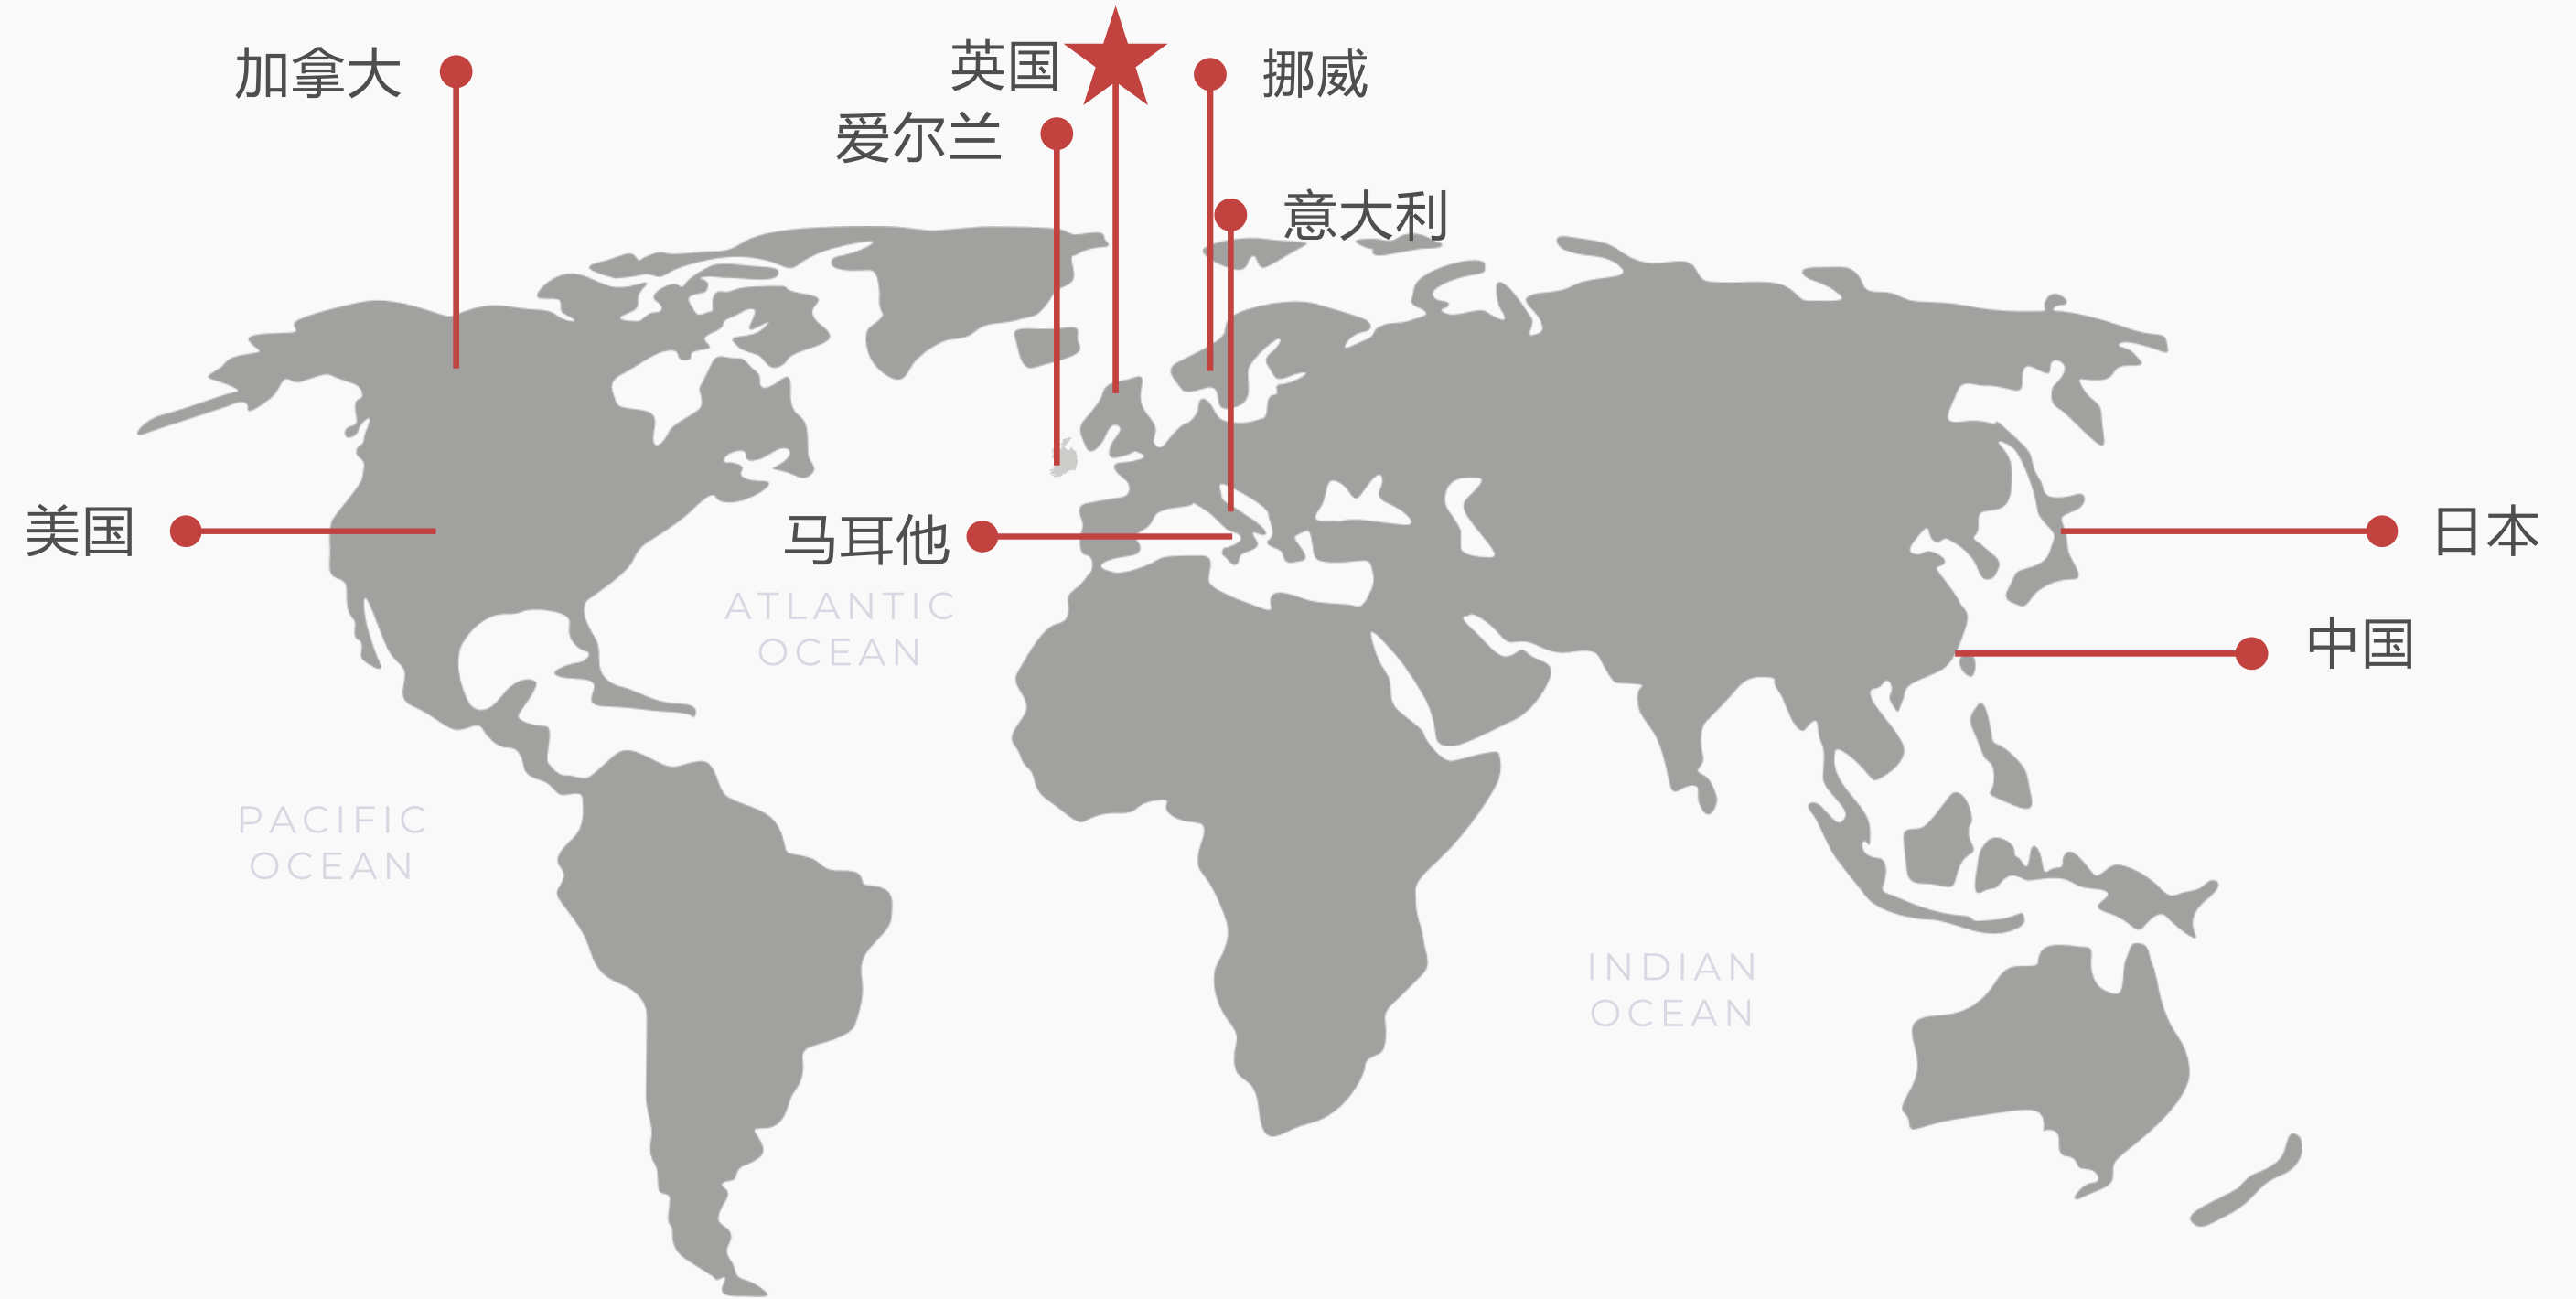 加拿大
英国
挪威
爱尔兰
意大利
美国
马耳他
日本
ATLANTIC
OCEAN
中国
PACIFIC
OCEAN
INDIAN
OCEAN